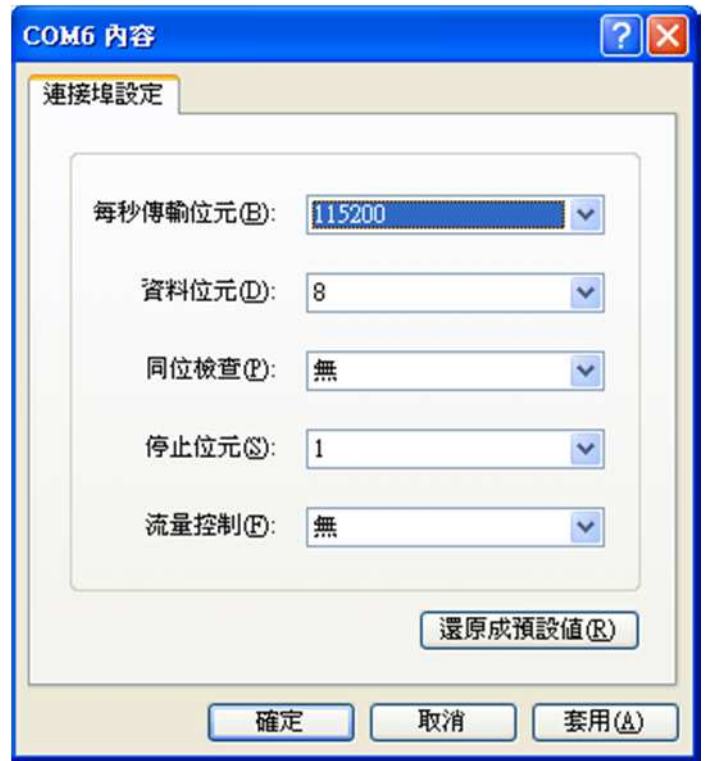 COM6 內容
連接埠設定
每秒傳輸位元(B): 115200
資料位元(D): 8
同位檢查(P): 無
停止位元(S): 1
流量控制(F): 無
還原成預設值(R)
確定 取消 套用(A)